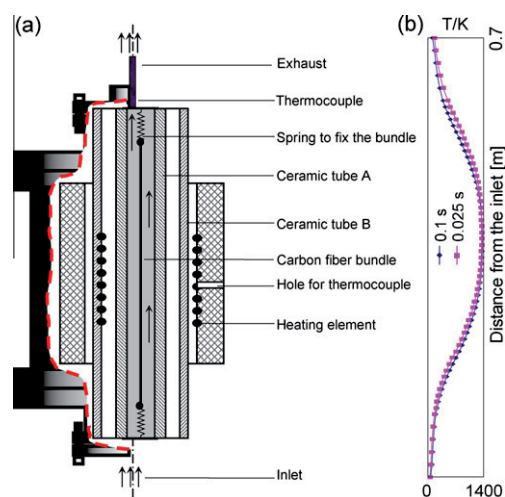 (a)
Exhaust
Thermocouple
Spring to fix the bundle
Ceramic tube A
Ceramic tube B
Carbon fiber bundle
Hole for thermocouple
Heating element
Inlet
(b)
T/K
0.7
0.1 s
0.025 s
Distance from the inlet [m]
0
1400